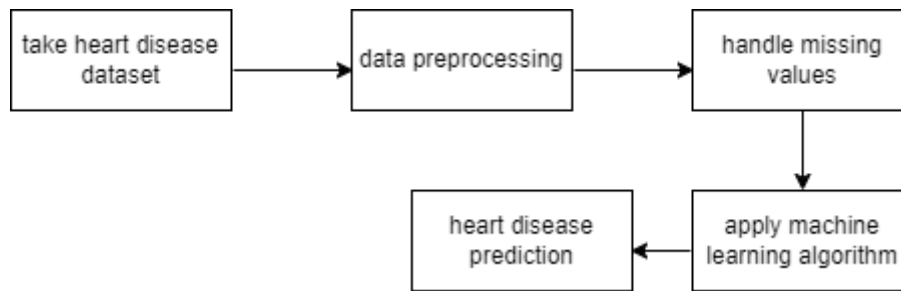 take heart disease
dataset
data preprocessing
handle missing
values
apply machine
learning algorithm
heart disease
prediction